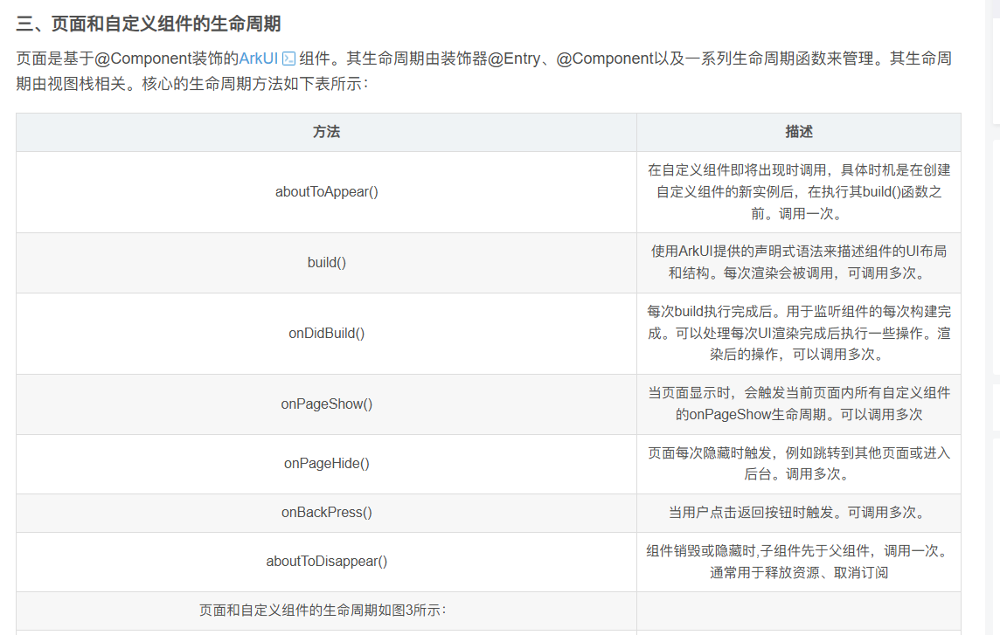 三、页面和自定义组件的生命周期
页面是基于@Component装饰的ArkUI组件。其生命周期由装饰器@Entry、@Component以及一系列生命周期函数来管理。其生命周
期由视图栈相关。核心的生命周期方法如下表所示：
方法
描述
aboutToAppear()
在自定义组件即将出现时调用，具体时机是在创建
自定义组件的新实例后，在执行其build()函数之
前。调用一次。
build()
使用ArkUI提供的声明式语法来描述组件的UI布局
和结构。每次渲染会被调用，可调用多次。
onDidBuild()
每次build执行完成后。用于监听组件的每次构建完
成。可以处理每次UI渲染完成后执行一些操作。渲
染后的操作，可以调用多次。
onPageShow()
当页面显示时，会触发当前页面内所有自定义组件
的onPageShow生命周期。可以调用多次
onPageHide()
页面每次隐藏时触发，例如跳转到其他页面或进入
后台。调用多次。
onBackPress()
当用户点击返回按钮时触发。可调用多次。
aboutToDisappear()
组件销毁或隐藏时,子组件先于父组件，调用一次。
通常用于释放资源、取消订阅
页面和自定义组件的生命周期如图3所示：